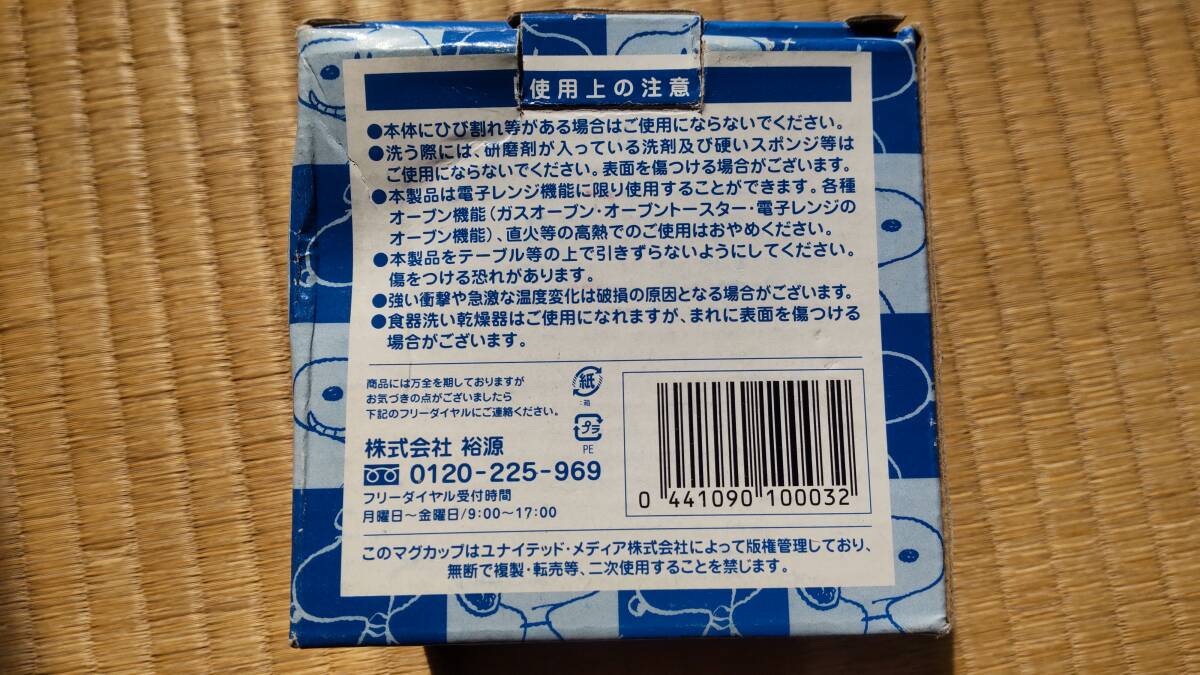 使用上の注意
●本体にひび割れ等がある場合はご使用にならないでください。
●洗う際には、研磨剤が入っている洗剤及び硬いスポンジ等は
ご使用にならないでください。表面を傷つける場合がございます。
●本製品は電子レンジ機能に限り使用することができます。各種
オーブン機能(ガスオーブン・オーブントースター・電子レンジの
オーブン機能)、直火等の高熱でのご使用はおやめください。
●本製品をテーブル等の上で引きずらないようにしてください。
傷をつける恐れがあります。
●強い衝撃や急激な温度変化は破損の原因となる場合がございます。
●食器洗い乾燥器はご使用になれますが、まれに表面を傷つける
場合がございます。
商品には万全を期しておりますが
お気づきの点がございましたら
下記のフリーダイヤルにご連絡ください。
紙
:箱
プラ
PE
株式会社 裕源
0120-225-969
フリーダイヤル受付時間
月曜日〜金曜日/9:00〜17:00
0 441090 100032
このマグカップはユナイテッド・メディア株式会社によって版権管理しており、
無断で複製・転売等、二次使用することを禁じます。